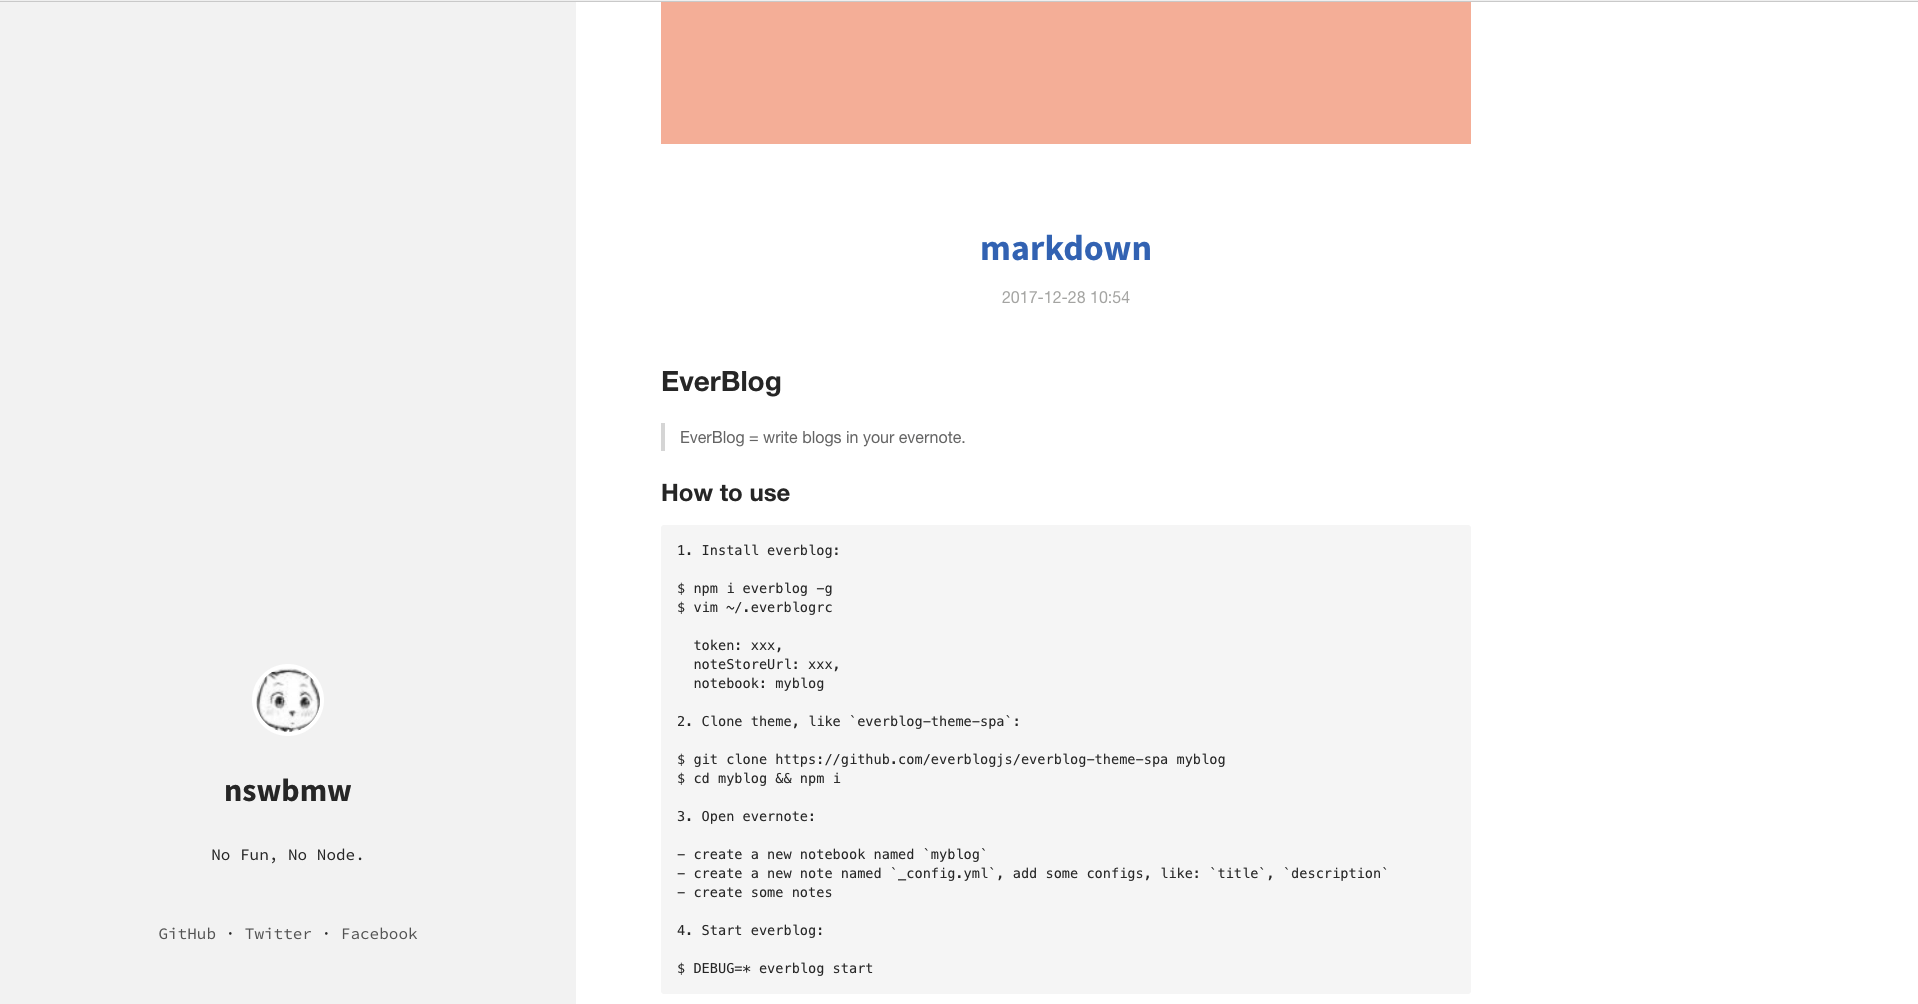 nswbmw
No Fun, No Node.
GitHub · Twitter · Facebook
markdown
2017-12-28 10:54
EverBlog
EverBlog = write blogs in your evernote.
How to use
1. Install everblog:
$ npm i everblog -g
$ vim ~/.everblogrc
token: xxx,
noteStoreUrl: xxx,
notebook: myblog
2. Clone theme, like `everblog-theme-spa`:
$ git clone https://github.com/everblogjs/everblog-theme-spa myblog
$ cd myblog && npm i
3. Open evernote:
- create a new notebook named `myblog`
- create a new note named `_config.yml`, add some configs, like: `title`, `description`
- create some notes
4. Start everblog:
$ DEBUG=* everblog start